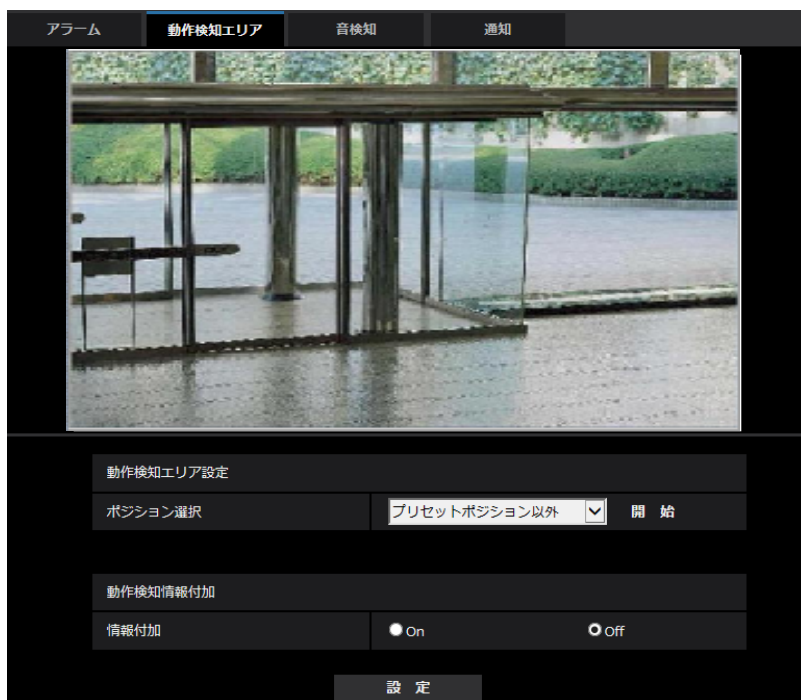 アラーム 動作検知エリア 音検知 通知
動作検知エリア設定
ポジション選択 プリセットポジション以外 開 始
動作検知情報付加
情報付加 On Off
設 定